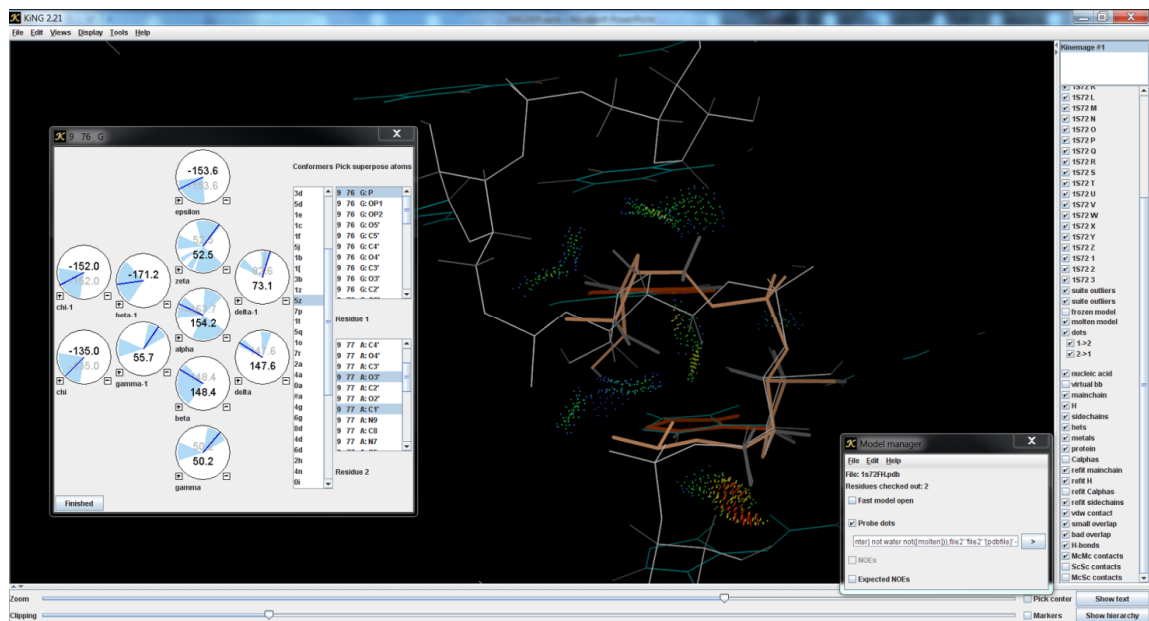 KiNG 2.21
File Edit Views Display Tools Help
Kinemage #1
1S72 K
1S72 L
1S72 M
1S72 N
1S72 O
1S72 P
1S72 Q
1S72 R
1S72 S
1S72 T
1S72 U
1S72 V
1S72 W
1S72 X
1S72 Y
1S72 Z
1S72 1
1S72 2
1S72 3
suite outliers
suite outliers
frozen model
molten model
dots
1->2
2->1
nucleic acid
virtual bb
mainchain
H
sidechains
hets
metals
protein
Calphas
refit mainchain
refit H
refit Calphas
refit sidechains
vdw contact
small overlap
bad overlap
H-bonds
McMc contacts
ScSc contacts
McSc contacts
9 76 G
-153.6
epsilon
52.5
zeta
-152.0
chi-1
-171.2
beta-1
73.1
delta-1
154.2
alpha
-135.0
chi
55.7
gamma-1
147.6
delta
148.4
beta
50.2
gamma
Finished
Conformers Pick superpose atoms
3d
5d
1e
1c
1f
5j
1b
1[
3b
1z
5z
7p
1t
5q
1o
7r
2a
4a
0a
#a
4g
6g
8d
4d
6d
2h
4n
0i
9 76 G: P
9 76 G: OP1
9 76 G: OP2
9 76 G: O5'
9 76 G: C5'
9 76 G: C4'
9 76 G: O4'
9 76 G: C3'
9 76 G: O3'
9 76 G: C2'
Residue 1
9 77 A: C4'
9 77 A: O4'
9 77 A: C3'
9 77 A: O3'
9 77 A: C2'
9 77 A: O2'
9 77 A: C1'
9 77 A: N9
9 77 A: C8
9 77 A: N7
Residue 2
Model manager
File Edit Help
File: 1s72FH.pdb
Residues checked out: 2
Fast model open
Probe dots
nter) not water not({molten})),file2' 'file2' '{pdbfile}' -
>
NOEs
Expected NOEs
Zoom
Pick center
Show text
Clipping
Markers
Show hierarchy